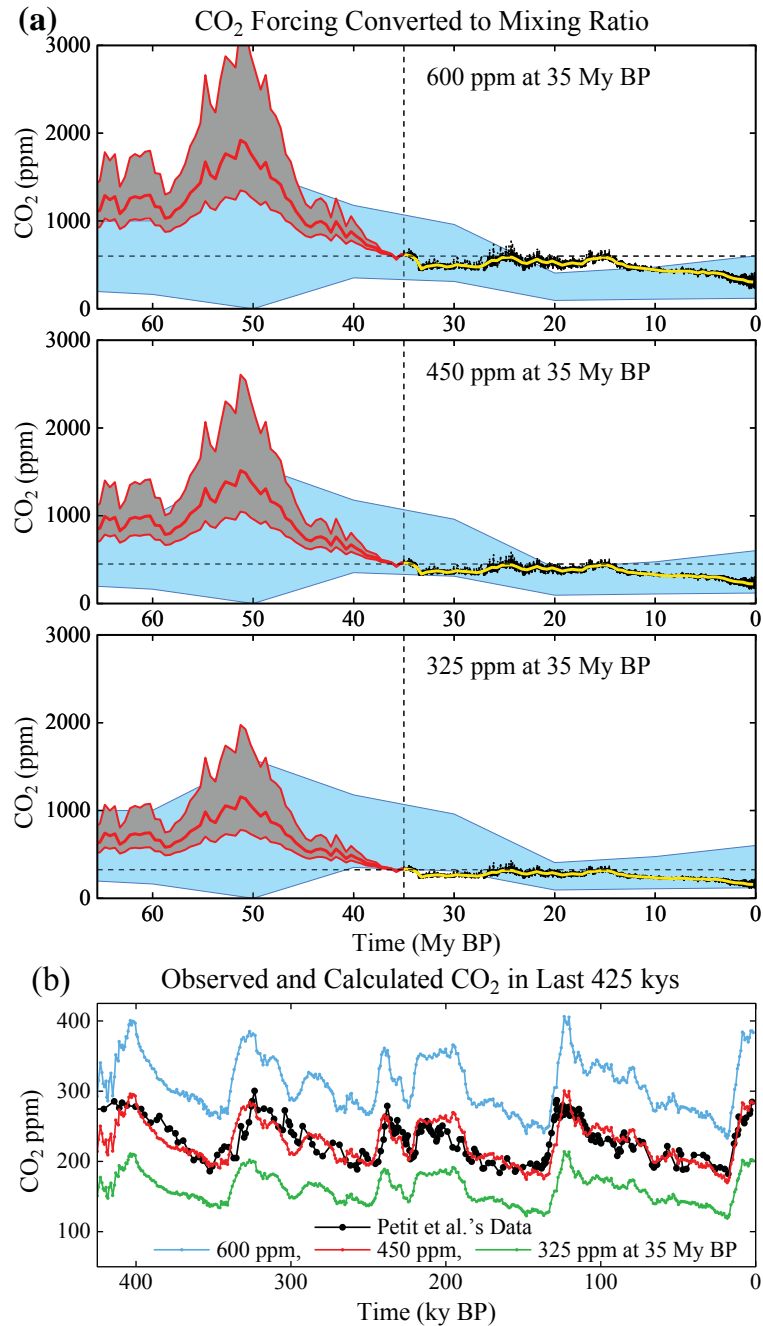 (a) CO₂ Forcing Converted to Mixing Ratio
3000
2000
1000
0
CO₂ (ppm)
600 ppm at 35 My BP
60 50 40 30 20 10 0
3000
2000
1000
0
CO₂ (ppm)
450 ppm at 35 My BP
60 50 40 30 20 10 0
3000
2000
1000
0
CO₂ (ppm)
325 ppm at 35 My BP
60 50 40 30 20 10 0
Time (My BP)
(b) Observed and Calculated CO₂ in Last 425 kys
400
300
200
100
CO₂ ppm
Petit et al.'s Data
600 ppm, 450 ppm, 325 ppm at 35 My BP
400 300 200 100 0
Time (ky BP)